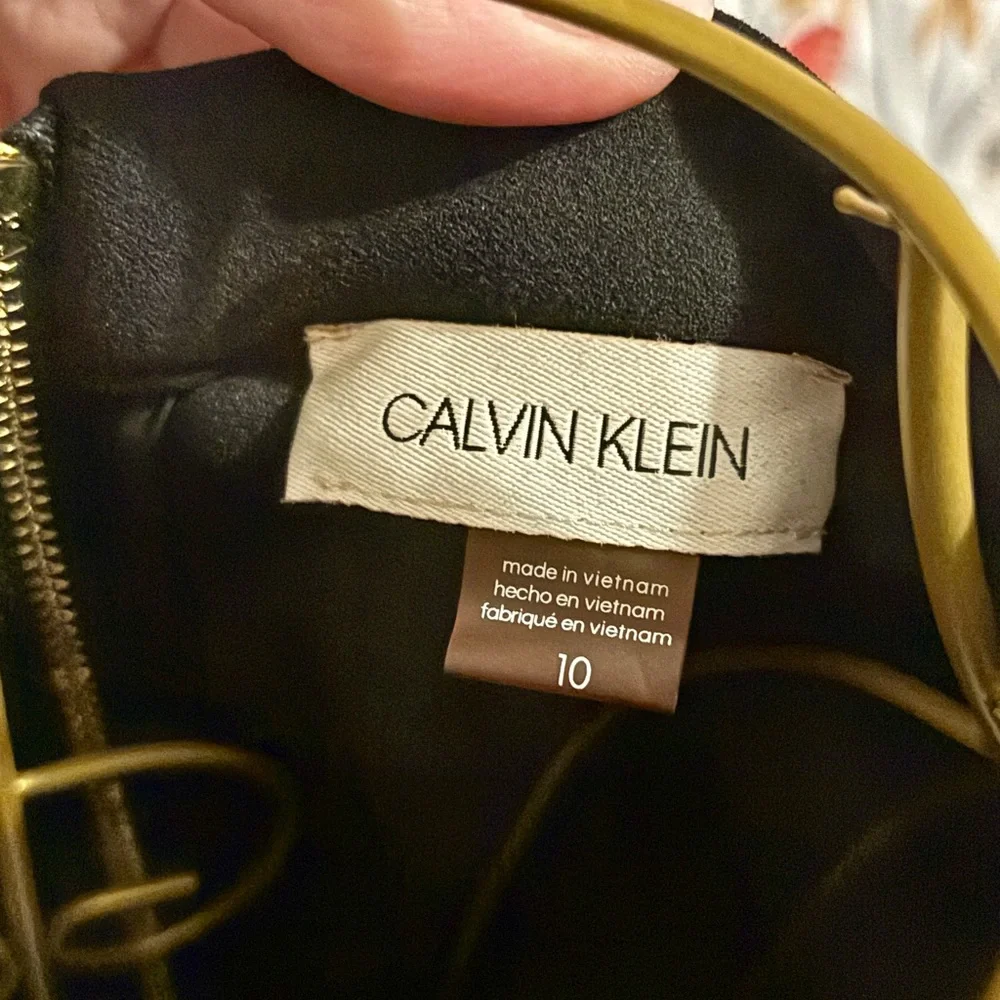 CALVIN KLEIN
made in vietnam
hecho en vietnam
fabriqué en vietnam
10